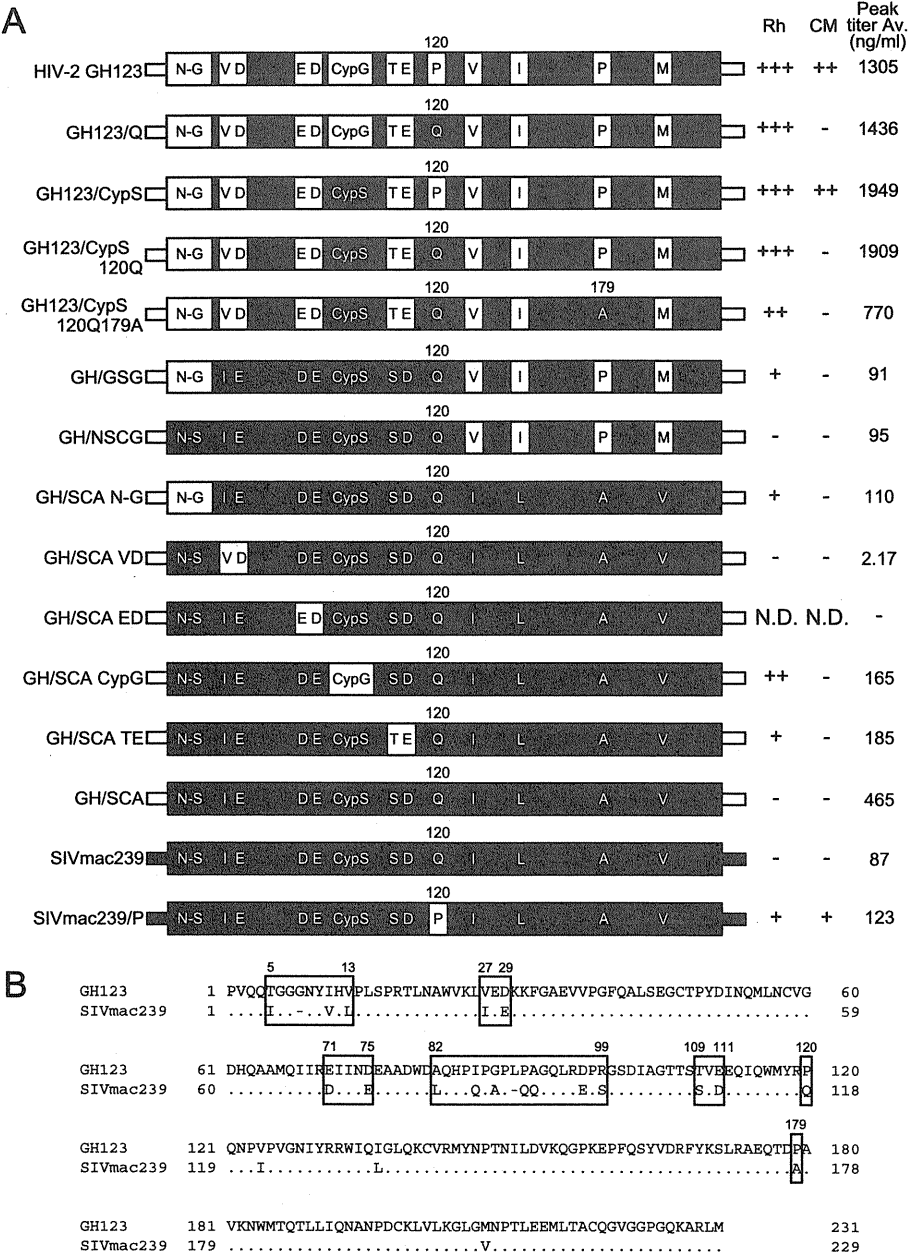 A
Rh CM Peak titer Av. (ng/ml)
120
HIV-2 GH123 N-G V D E D CypG T E P V I P M +++ ++ 1305
120
GH123/Q N-G V D E D CypG T E Q V I P M +++ - 1436
120
GH123/CypS N-G V D E D CypS T E P V I P M +++ ++ 1949
120
GH123/CypS 120Q N-G V D E D CypS T E Q V I P M +++ - 1909
120 179
GH123/CypS 120Q179A N-G V D E D CypS T E Q V I A M ++ - 770
120
GH/GSG N-G I E D E CypS S D Q V I P M + - 91
120
GH/NSCG N-S I E D E CypS S D Q V I P M - - 95
120
GH/SCA N-G N-G I E D E CypS S D Q I L A V + - 110
120
GH/SCA VD N-S V D D E CypS S D Q I L A V - - 2.17
120
GH/SCA ED N-S I E E D CypS S D Q I L A V N.D. N.D. -
120
GH/SCA CypG N-S I E D E CypG S D Q I L A V ++ - 165
120
GH/SCA TE N-S I E D E CypS T E Q I L A V + - 185
120
GH/SCA N-S I E D E CypS S D Q I L A V - - 465
120
SIVmac239 N-S I E D E CypS S D Q I L A V - - 87
120
SIVmac239/P N-S I E D E CypS S D P I L A V + + 123
B
5 13 27 29
GH123 1 PVQQTGGGNYIHVPLSPRTLNAWVKLVEDKKFGAEVVPGFQALSEGCTPYDINQMLNCVG 60
SIVmac239 1 ....I..-..V.L.............I.E............................... 59
71 75 82 99 109 111 120
GH123 61 DHQAAMQIIREIINDEAADWDAQHPIPGPLPAGQLRDPRGSDIAGTTSTVEEQIQWMYRP 120
SIVmac239 60 ..........D...E......L...Q.A.-QQ....E.S.........S.D........Q 118
179
GH123 121 QNPVPVGNIYRRWIQIGLQKCVRMYNPTNILDVKQGPKEPFQSYVDRFYKSLRAEQTDPA 180
SIVmac239 119 ....I...........L.........................................A. 178
GH123 181 VKNWMTQTLLIQNANPDCKLVLKGLGMNPTLEEMLTACQGVGGPGQKARLM 231
SIVmac239 179 ..........................V........................ 229